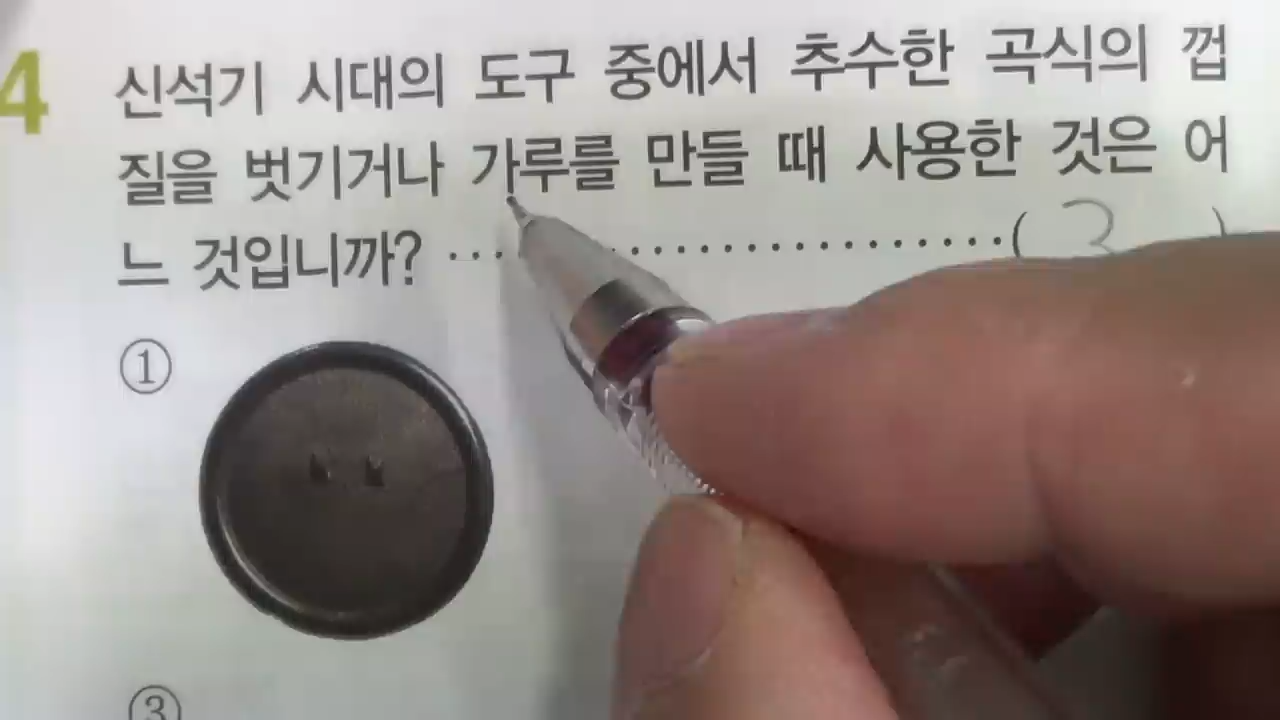 4 신석기 시대의 도구 중에서 추수한 곡식의 껍
질을 벗기거나 가루를 만들 때 사용한 것은 어
느 것입니까? ························( 3 )
①
③